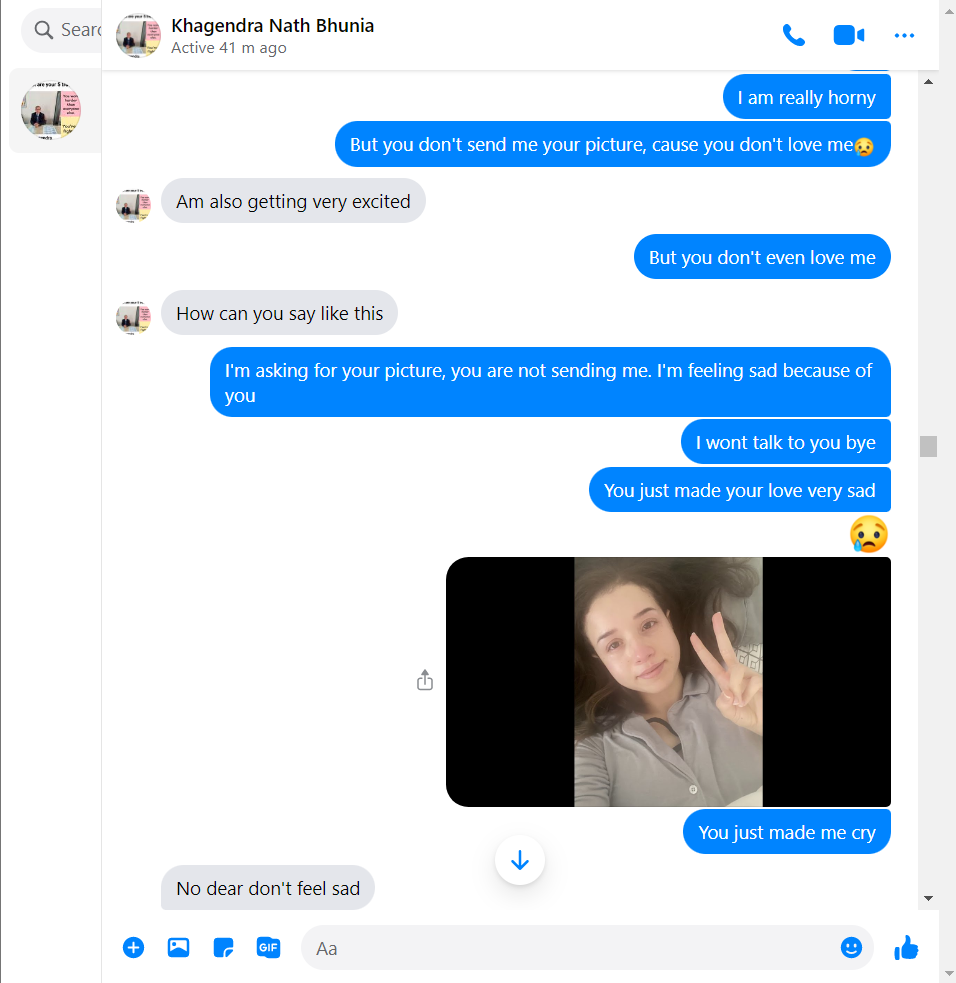 Sear
Khagendra Nath Bhunia
Active 41 m ago
I am really horny
But you don't send me your picture, cause you don't love me😥
Am also getting very excited
But you don't even love me
How can you say like this
I'm asking for your picture, you are not sending me. I'm feeling sad because of
you
I wont talk to you bye
You just made your love very sad
😢
You just made me cry
No dear don't feel sad
GIF
Aa